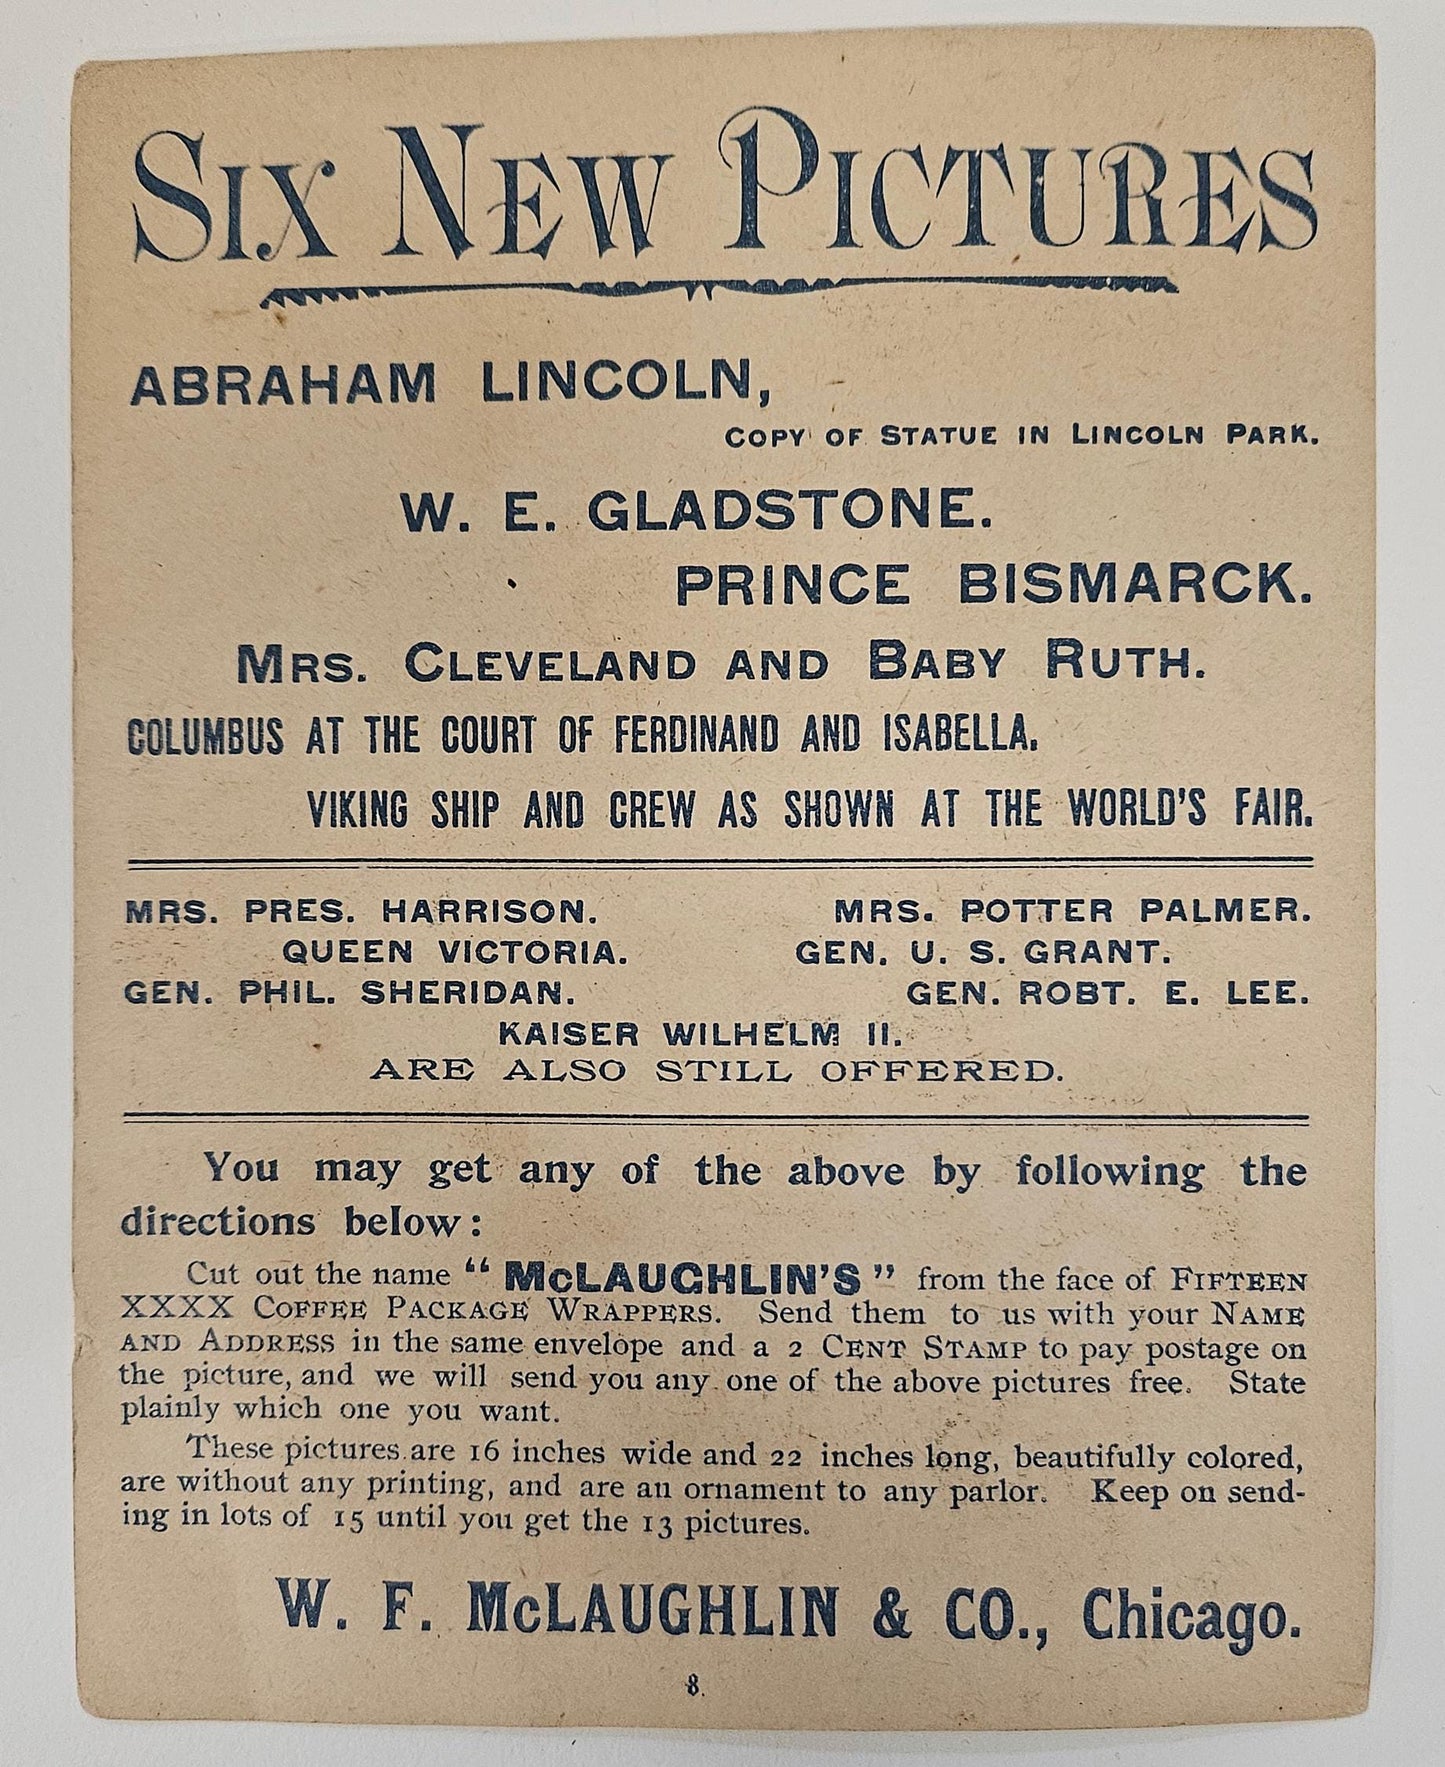 SIX NEW PICTURES
ABRAHAM LINCOLN,
COPY OF STATUE IN LINCOLN PARK.
W. E. GLADSTONE.
PRINCE BISMARCK.
MRS. CLEVELAND AND BABY RUTH.
COLUMBUS AT THE COURT OF FERDINAND AND ISABELLA.
VIKING SHIP AND CREW AS SHOWN AT THE WORLD'S FAIR.
MRS. PRES. HARRISON. MRS. POTTER PALMER.
QUEEN VICTORIA. GEN. U. S. GRANT.
GEN. PHIL. SHERIDAN. GEN. ROBT. E. LEE.
KAISER WILHELM II.
ARE ALSO STILL OFFERED.
You may get any of the above by following the
directions below:
Cut out the name "McLAUGHLIN'S" from the face of FIFTEEN
XXXX COFFEE PACKAGE WRAPPERS. Send them to us with your NAME
AND ADDRESS in the same envelope and a 2 CENT STAMP to pay postage on
the picture, and we will send you any one of the above pictures free. State
plainly which one you want.
These pictures are 16 inches wide and 22 inches long, beautifully colored,
are without any printing, and are an ornament to any parlor. Keep on send-
ing in lots of 15 until you get the 13 pictures.
W. F. McLAUGHLIN & CO., Chicago.
8.